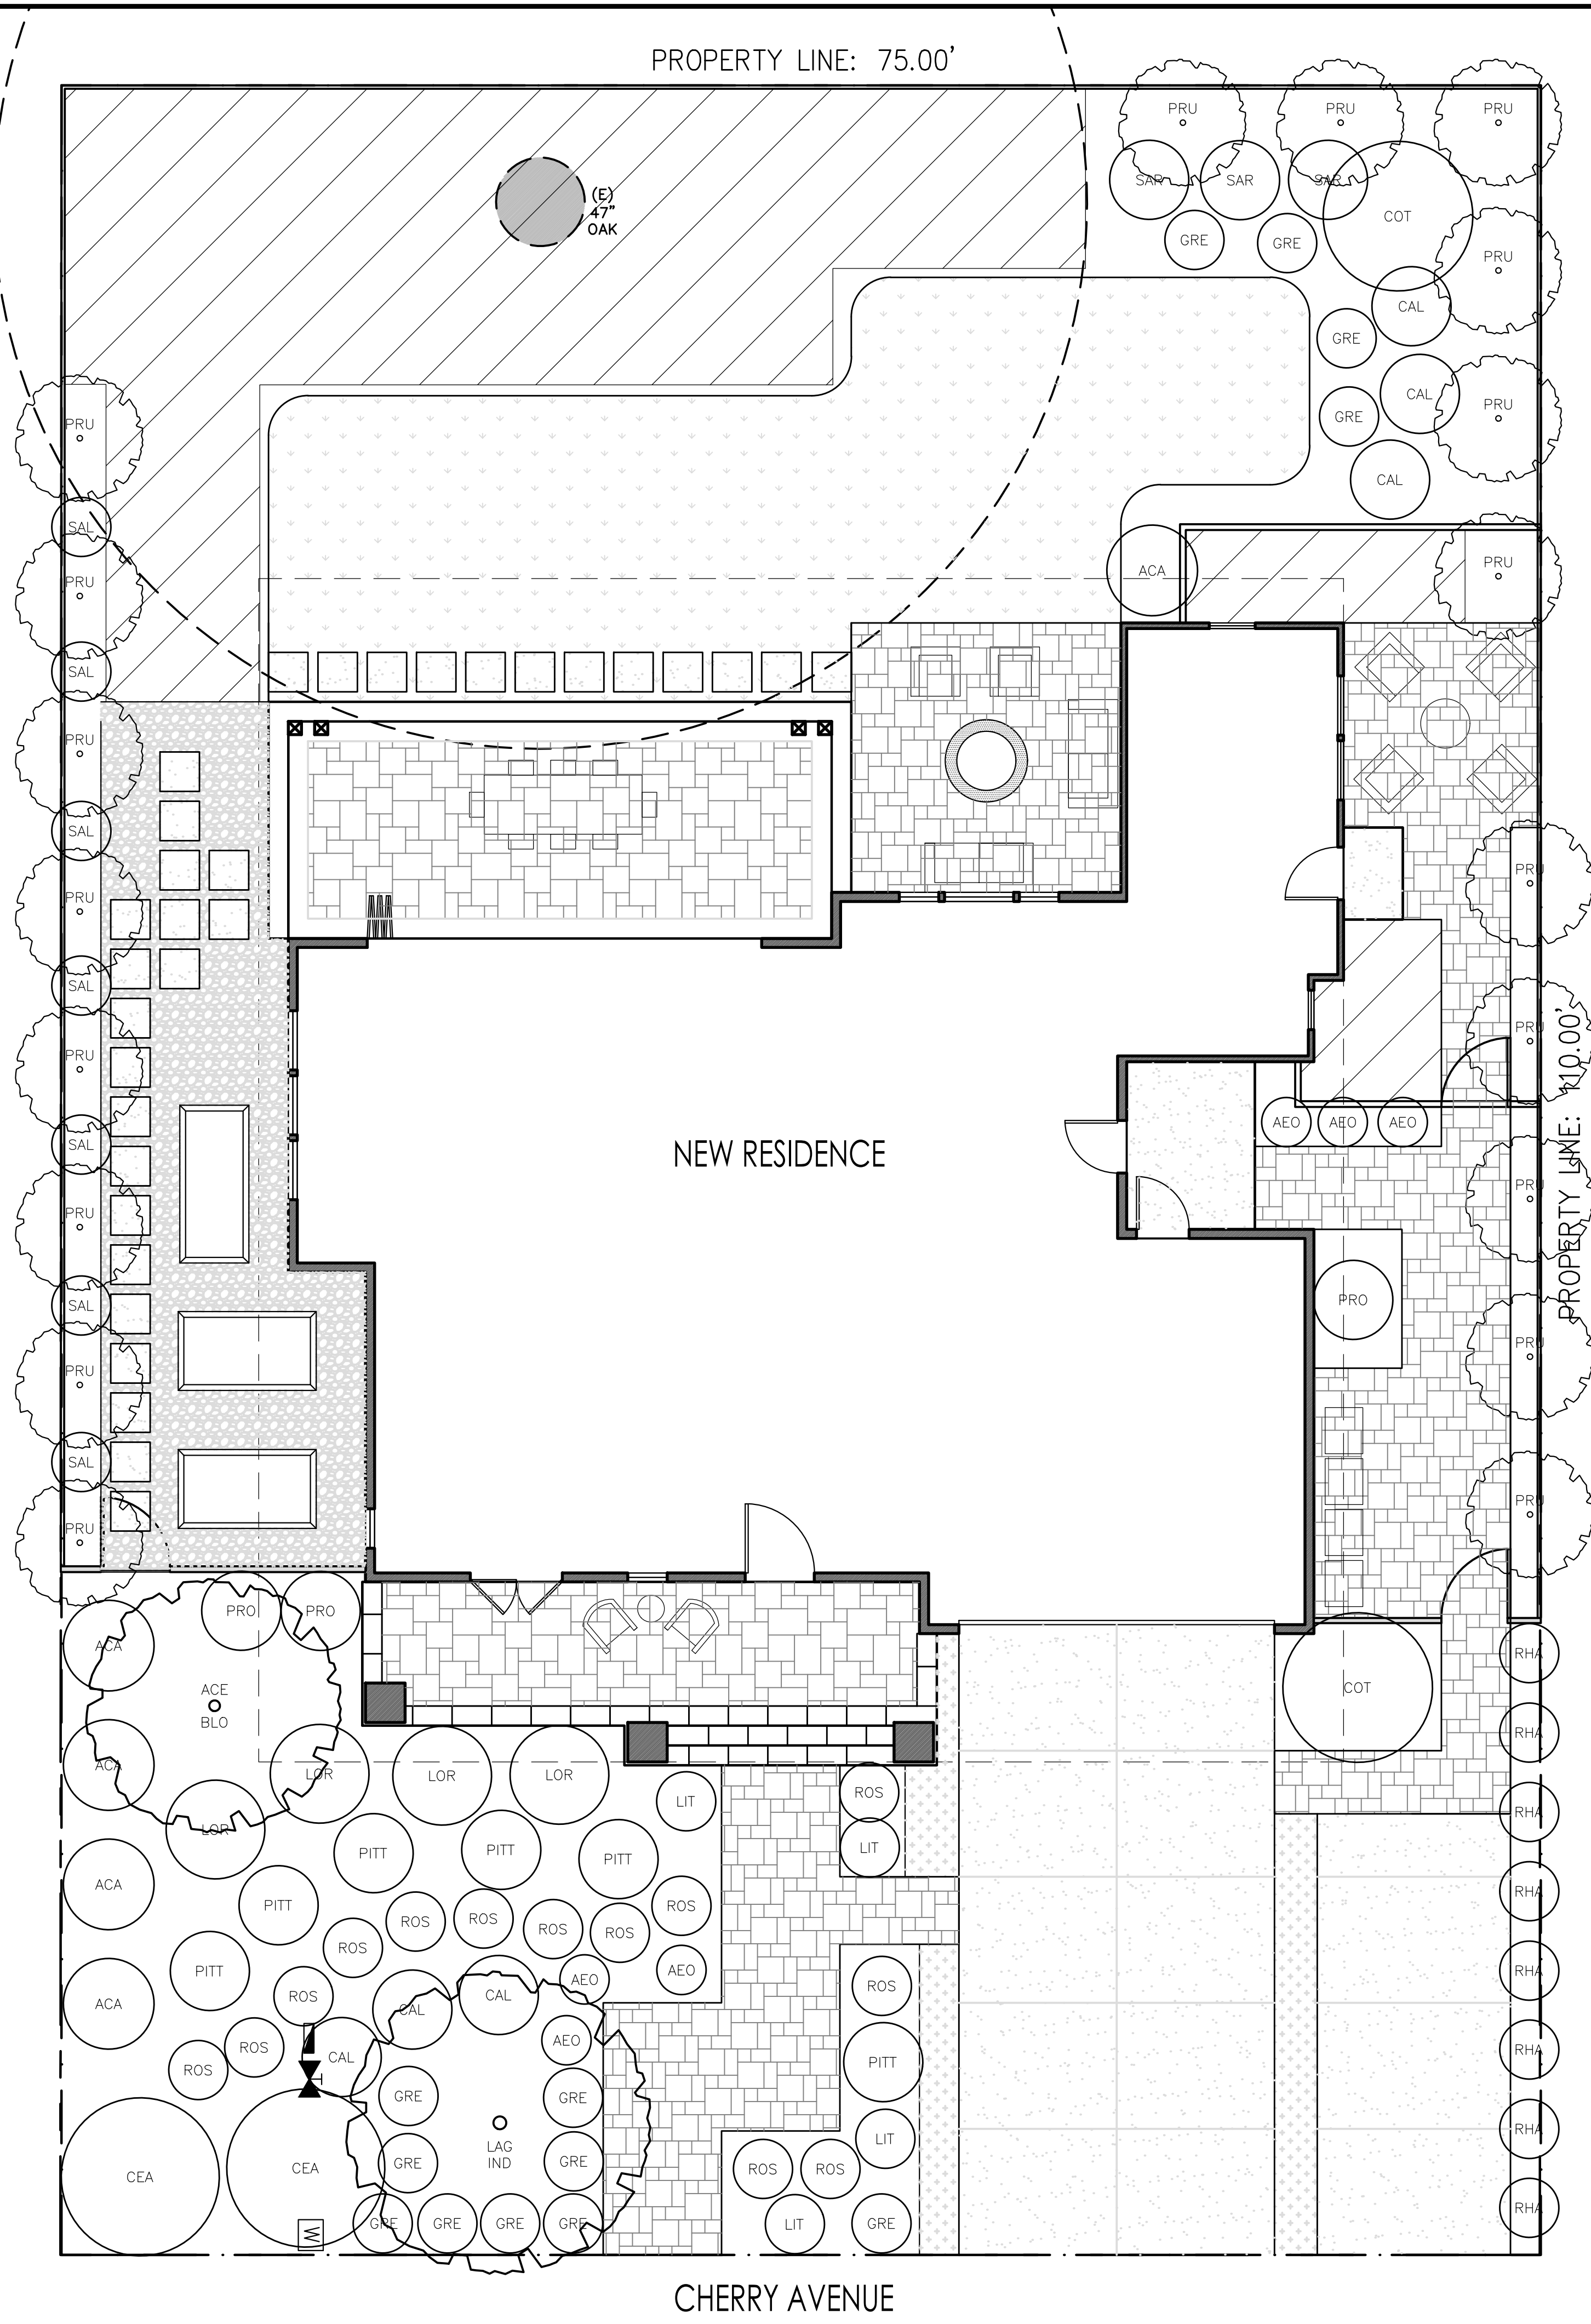 PROPERTY LINE: 75.00'
PRU
PRU
PRU
(E)
47"
OAK
SAR
SAR
SAR
COT
GRE
GRE
PRU
CAL
GRE
CAL
GRE
PRU
PRU
CAL
SAL
ACA
PRU
PRU
SAL
PRU
SAL
PRU
PRU
SAL
PRU
PRU
AEO
AEO
AEO
SAL
NEW RESIDENCE
PROPERTY LINE: 110.00'
PRU
PRU
SAL
PRO
PRU
PRU
SAL
PRU
PRU
PRO
PRO
ACA
RHA
ACE
BLO
COT
RHA
ACA
LOR
LOR
LOR
LIT
ROS
RHA
LOR
PITT
PITT
PITT
LIT
ACA
PITT
ROS
ROS
ROS
ROS
ROS
ROS
RHA
PITT
AEO
AEO
ROS
RHA
ACA
ROS
CAL
CAL
ROS
ROS
CAL
AEO
PITT
RHA
GRE
GRE
LAG
IND
LIT
RHA
CEA
CEA
GRE
GRE
ROS
ROS
W
GRE
GRE
GRE
GRE
LIT
GRE
RHA
CHERRY AVENUE